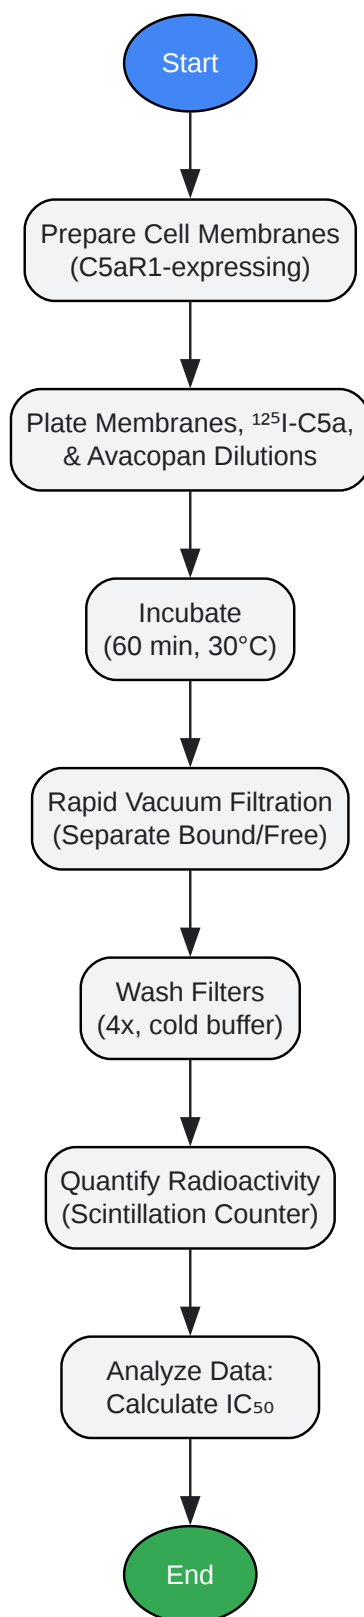 Start
Prepare Cell Membranes
(C5aR1-expressing)
Plate Membranes, ¹²⁵I-C5a,
& Avacopan Dilutions
Incubate
(60 min, 30°C)
Rapid Vacuum Filtration
(Separate Bound/Free)
Wash Filters
(4x, cold buffer)
Quantify Radioactivity
(Scintillation Counter)
Analyze Data:
Calculate IC₅₀
End